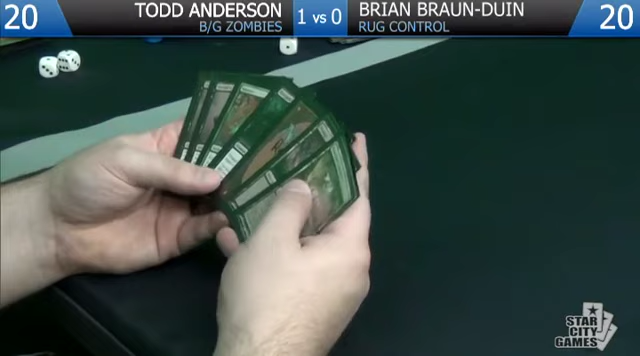 20 TODD ANDERSON 1 vs 0 BRIAN BRAUN-DUIN 20
B/G ZOMBIES RUG CONTROL
STAR
CITY
GAMES